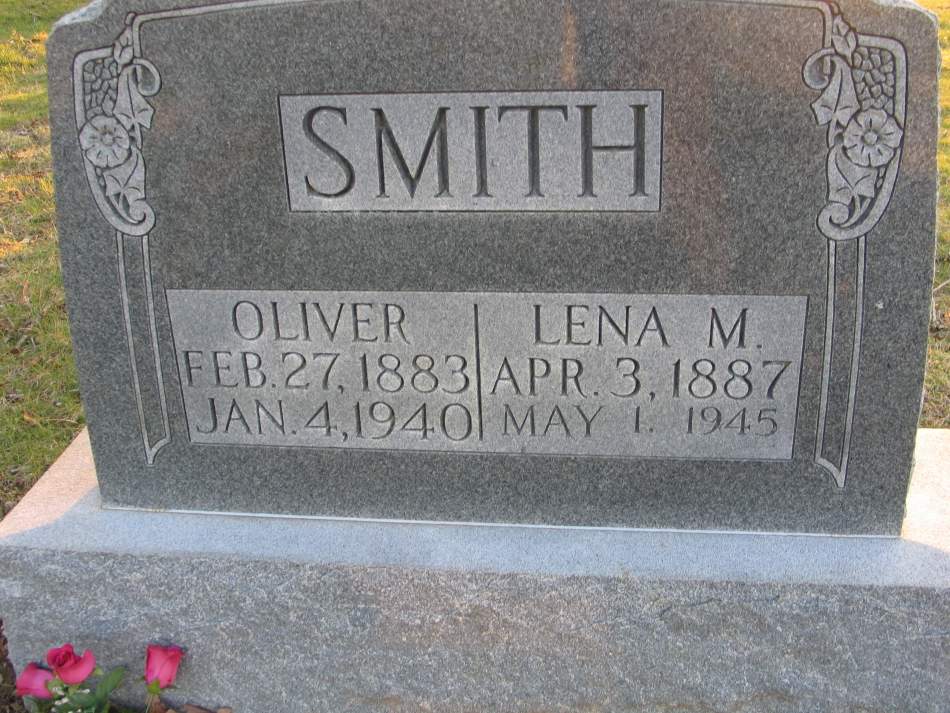 SMITH
OLIVER
FEB. 27, 1883
JAN. 4, 1940
LENA M.
APR. 3, 1887
MAY 1. 1945